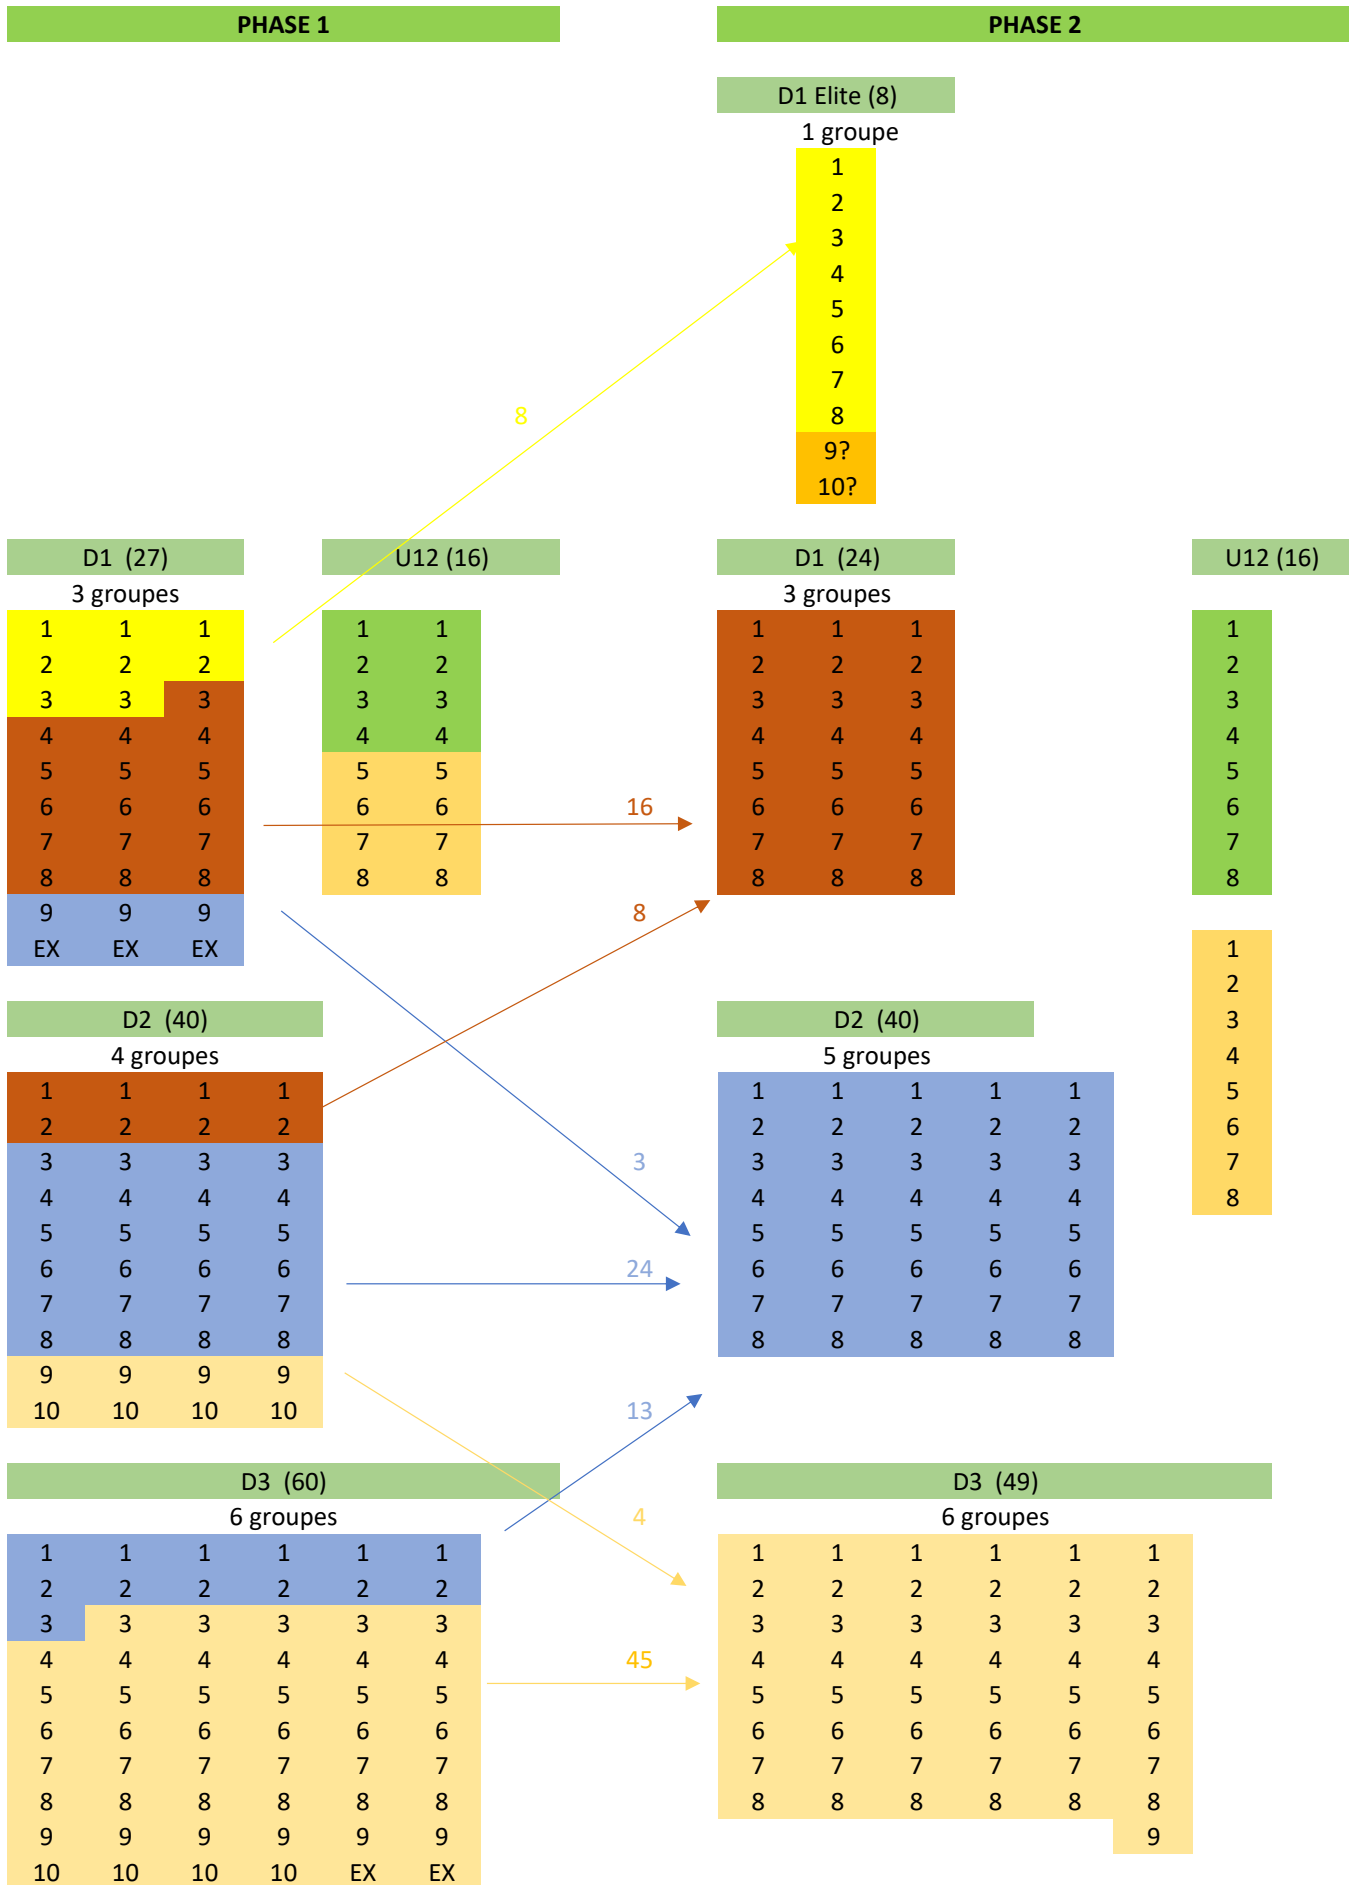 PHASE 1 PHASE 2
D1 Elite (8)
1 groupe
1
2
3
4
5
6
7
8 8
9?
10?
D1 (27) U12 (16) D1 (24) U12 (16)
3 groupes 3 groupes
1 1 1 1 1 1 1 1 1
2 2 2 2 2 2 2 2 2
3 3 3 3 3 3 3 3 3
4 4 4 4 4 4 4 4 4
5 5 5 5 5 5 5 5 5
6 6 6 6 6 16 6 6 6 6
7 7 7 7 7 7 7 7 7
8 8 8 8 8 8 8 8 8
9 9 9 8
EX EX EX 1
2
D2 (40) D2 (40) 3
4 groupes 5 groupes 4
1 1 1 1 1 1 1 1 1 5
2 2 2 2 2 2 2 2 2 6
3 3 3 3 3 3 3 3 3 3 7
4 4 4 4 4 4 4 4 4 8
5 5 5 5 5 5 5 5 5
6 6 6 6 24 6 6 6 6 6
7 7 7 7 7 7 7 7 7
8 8 8 8 8 8 8 8 8
9 9 9 9
10 10 10 10 13
D3 (60) D3 (49)
6 groupes 4 6 groupes
1 1 1 1 1 1 1 1 1 1 1 1
2 2 2 2 2 2 2 2 2 2 2 2
3 3 3 3 3 3 3 3 3 3 3 3
4 4 4 4 4 4 45 4 4 4 4 4 4
5 5 5 5 5 5 5 5 5 5 5 5
6 6 6 6 6 6 6 6 6 6 6 6
7 7 7 7 7 7 7 7 7 7 7 7
8 8 8 8 8 8 8 8 8 8 8 8
9 9 9 9 9 9 9
10 10 10 10 EX EX